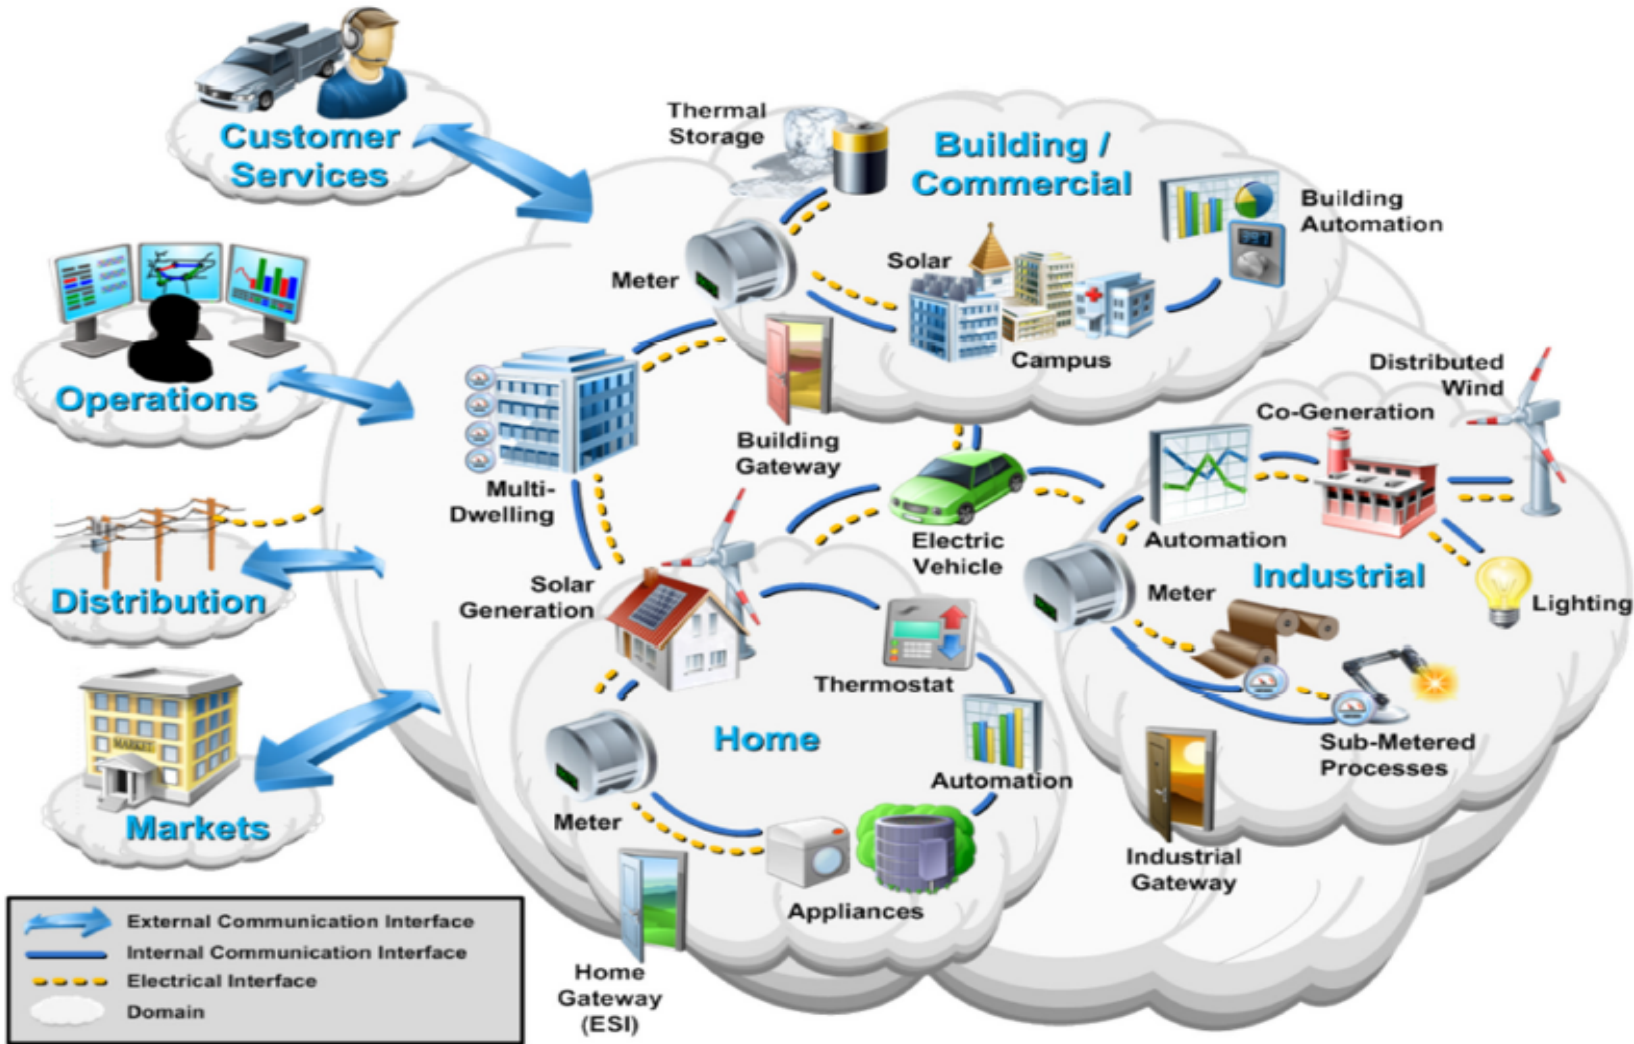 Customer
Services
Thermal
Storage
Building /
Commercial
Building
Automation
Solar
Meter
Campus
Operations
Distributed
Wind
Co-Generation
Building
Gateway
Multi-
Dwelling
Electric
Vehicle
Automation
Industrial
Meter
Lighting
Solar
Generation
Distribution
Thermostat
Home
Sub-Metered
Processes
Automation
MARKET
Markets
Meter
Industrial
Gateway
Appliances
Home
Gateway
(ESI)
External Communication Interface
Internal Communication Interface
Electrical Interface
Domain